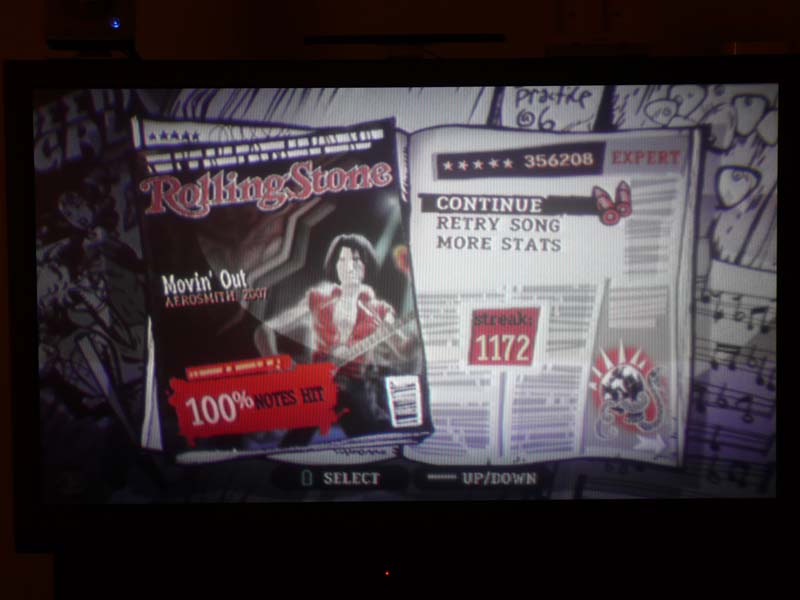 practice
Rolling Stone
★★★★★ 356208 EXPERT
CONTINUE
RETRY SONG
MORE STATS
Movin' Out
AEROSMITH 2007
streak:
1172
100% NOTES HIT
SELECT
UP/DOWN